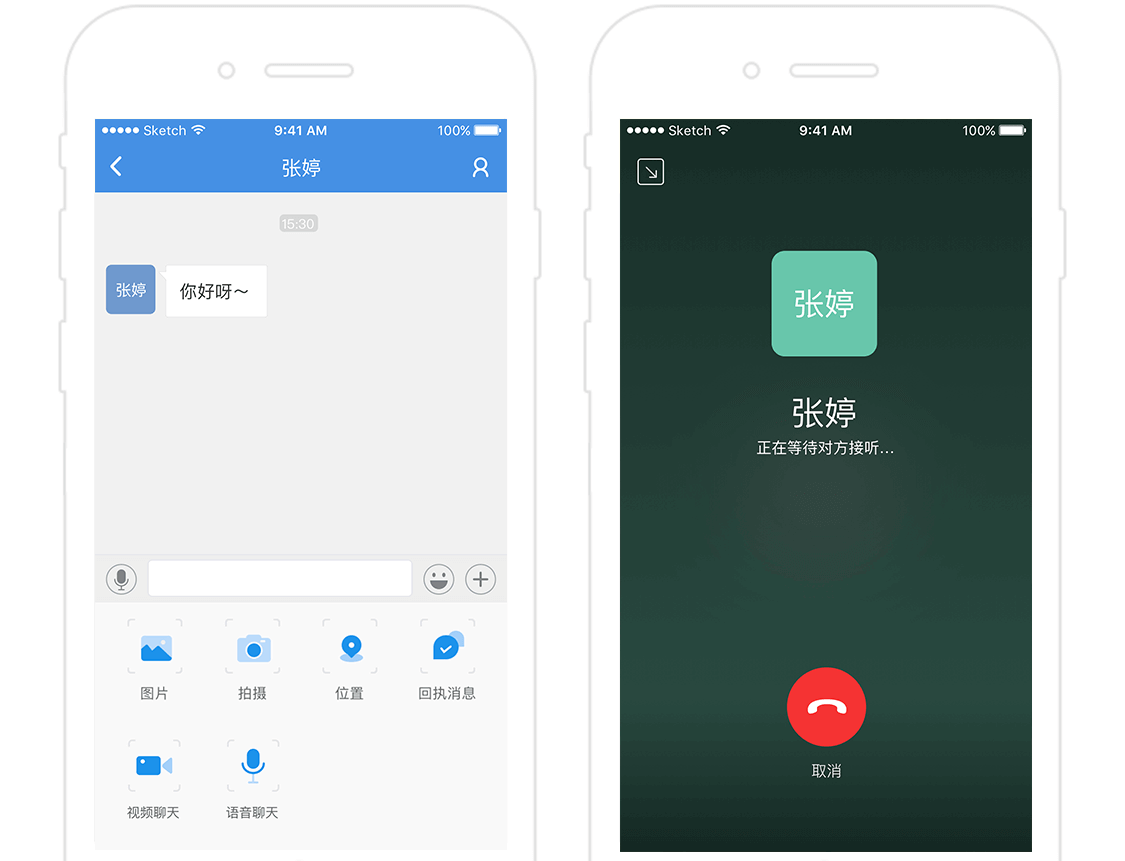 Sketch 9:41 AM 100%
张婷
15:30
张婷 你好呀～
图片 拍摄 位置 回执消息
视频聊天 语音聊天
Sketch 9:41 AM 100%
张婷
张婷
正在等待对方接听...
取消